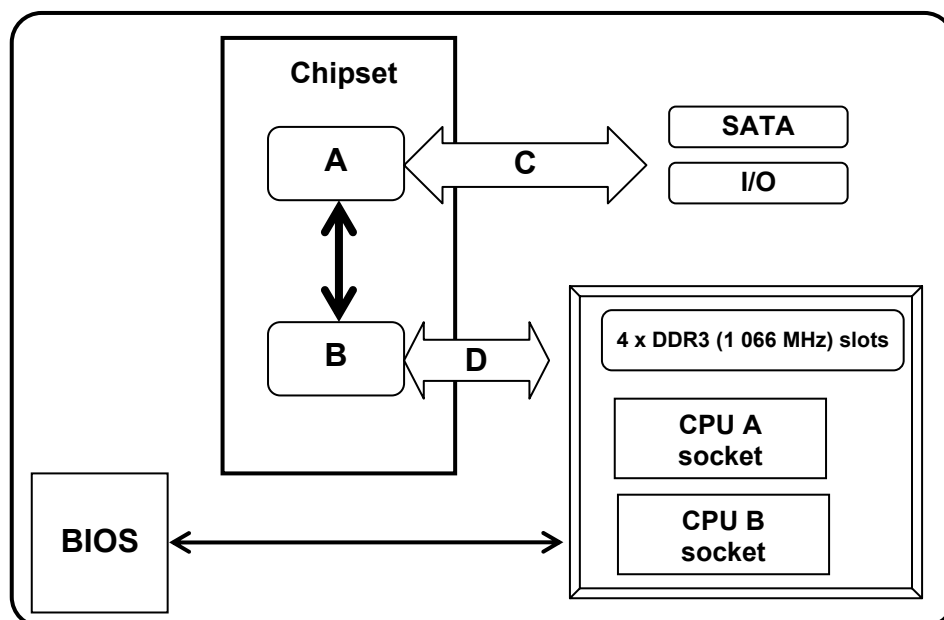 Chipset
A
C
SATA
I/O
B
D
4 x DDR3 (1 066 MHz) slots
CPU A
socket
CPU B
socket
BIOS